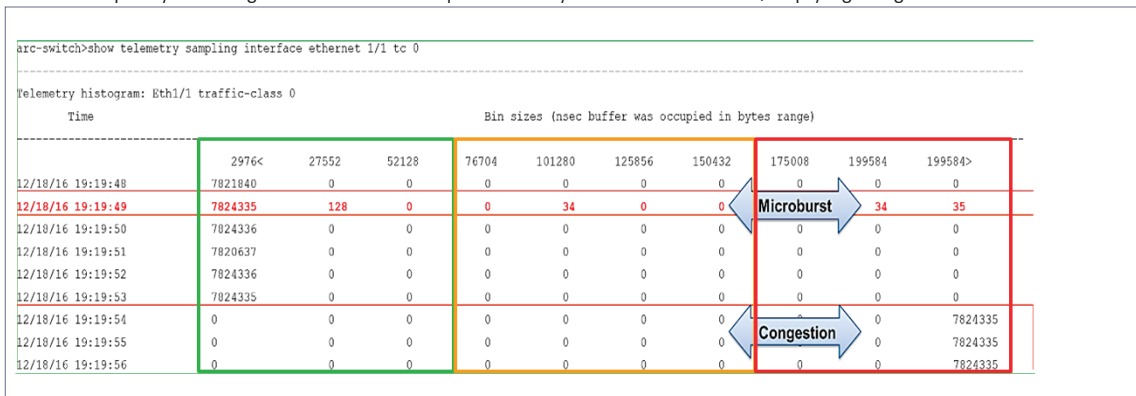 arc-switch>show telemetry sampling interface ethernet 1/1 tc 0
Telemetry histogram: Eth1/1 traffic-class 0
Time Bin sizes (nsec buffer was occupied in bytes range)
2976< 27552 52128 76704 101280 125856 150432 175008 199584 199584>
12/18/16 19:19:48 7821840 0 0 0 0 0 0 0 0 0
12/18/16 19:19:49 7824335 128 0 0 34 0 0 Microburst 34 35
12/18/16 19:19:50 7824336 0 0 0 0 0 0 0 0 0
12/18/16 19:19:51 7820637 0 0 0 0 0 0 0 0 0
12/18/16 19:19:52 7824336 0 0 0 0 0 0 0 0 0
12/18/16 19:19:53 7824335 0 0 0 0 0 0 0 0 0
12/18/16 19:19:54 0 0 0 0 0 0 0 0 7824335
12/18/16 19:19:55 0 0 0 0 0 0 0 Congestion 0 7824335
12/18/16 19:19:56 0 0 0 0 0 0 0 0 0 7824335